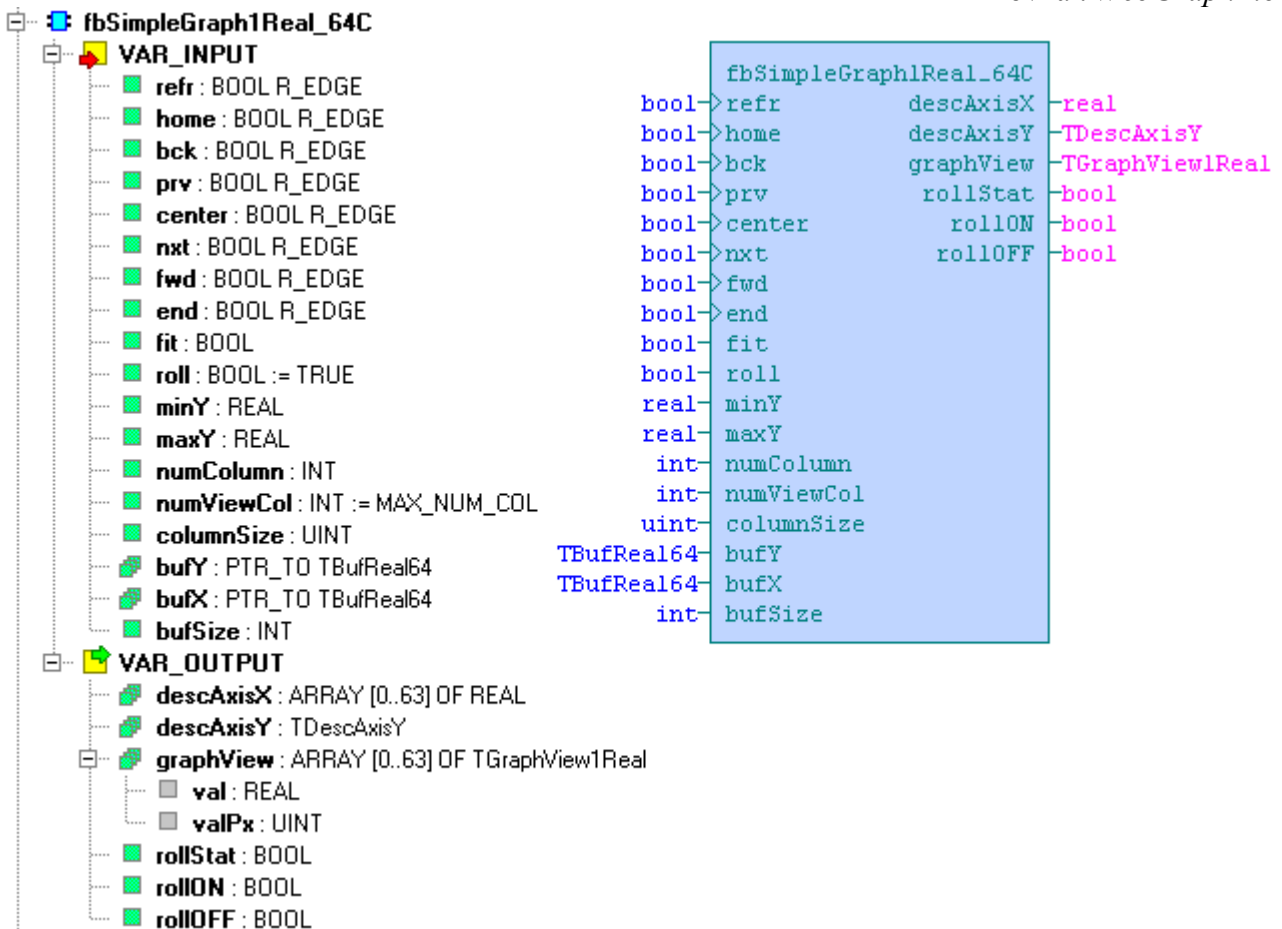 fbSimpleGraph1Real_64C
VAR_INPUT
refr : BOOL R_EDGE
home : BOOL R_EDGE
bck : BOOL R_EDGE
prv : BOOL R_EDGE
center : BOOL R_EDGE
nxt : BOOL R_EDGE
fwd : BOOL R_EDGE
end : BOOL R_EDGE
fit : BOOL
roll : BOOL := TRUE
minY : REAL
maxY : REAL
numColumn : INT
numViewCol : INT := MAX_NUM_COL
columnSize : UINT
bufY : PTR_TO TBufReal64
bufX : PTR_TO TBufReal64
bufSize : INT
VAR_OUTPUT
descAxisX : ARRAY [0..63] OF REAL
descAxisY : TDescAxisY
graphView : ARRAY [0..63] OF TGraphView1Real
val : REAL
valPx : UINT
rollStat : BOOL
rollON : BOOL
rollOFF : BOOL
fbSimpleGraph1Real_64C
bool refr descAxisX real
bool home descAxisY TDescAxisY
bool bck graphView TGraphView1Real
bool prv rollStat bool
bool center rollON bool
bool nxt rollOFF bool
bool fwd
bool end
bool fit
bool roll
real minY
real maxY
int numColumn
int numViewCol
uint columnSize
TBufReal64 bufY
TBufReal64 bufX
int bufSize